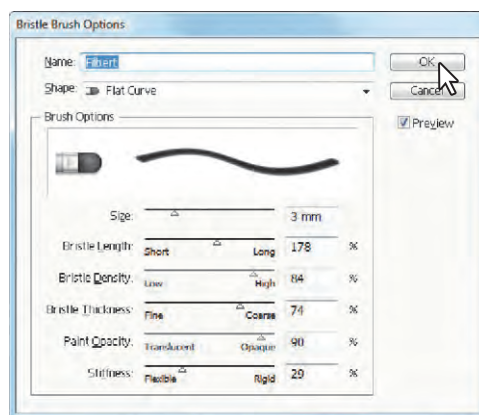 Bristle Brush Options
Name: Filbert
OK
Shape: Flat Curve
Cancel
Brush Options
Preview
Size: 3 mm
Bristle Length: Short Long 178 %
Bristle Density: Low High 84 %
Bristle Thickness: Fine Coarse 74 %
Paint Opacity: Translucent Opaque 90 %
Stiffness: Flexible Rigid 29 %